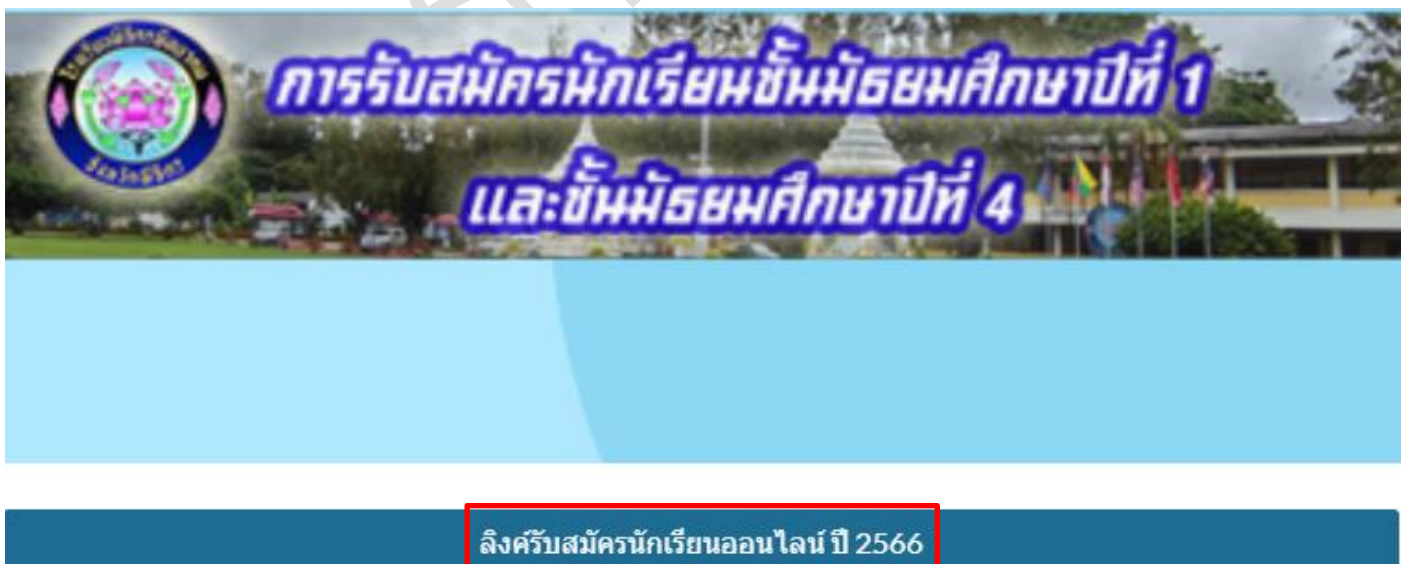 การรับสมัครนักเรียนชั้นมัธยมศึกษาปีที่ 1
และชั้นมัธยมศึกษาปีที่ 4
ลิงค์รับสมัครนักเรียนออนไลน์ ปี 2566